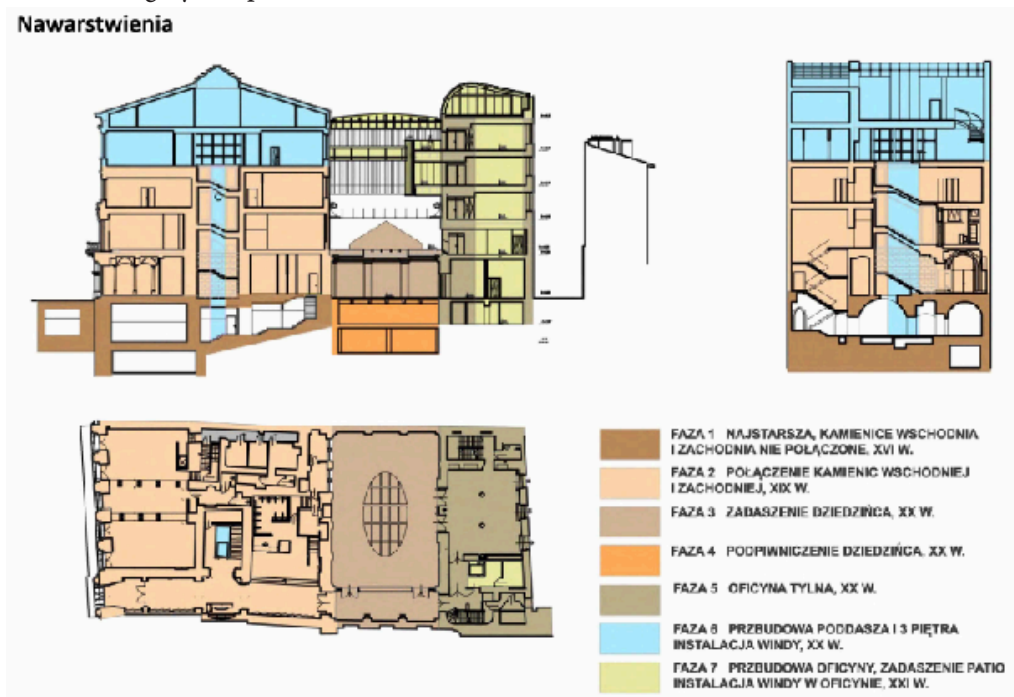 Nawarstwienia
FAZA 1 NAJSTARSZA, KAMIENICE WSCHODNIA
I ZACHODNIA NIE POŁĄCZONE, XVI W.
FAZA 2 POŁĄCZENIE KAMIENIC WSCHODNIEJ
I ZACHODNIEJ, XIX W.
FAZA 3 ZADASZENIE DZIEDZIŃCA, XX W.
FAZA 4 PODPIWNICZENIE DZIEDZIŃCA, XX W.
FAZA 5 OFICYNA TYLNA, XX W.
FAZA 6 PRZBUDOWA PODDASZA I 3 PIĘTRA
INSTALACJA WINDY, XX W.
FAZA 7 PRZBUDOWA OFICYNY, ZADASZENIE PATIO
INSTALACJA WINDY W OFICYNIE, XXI W.